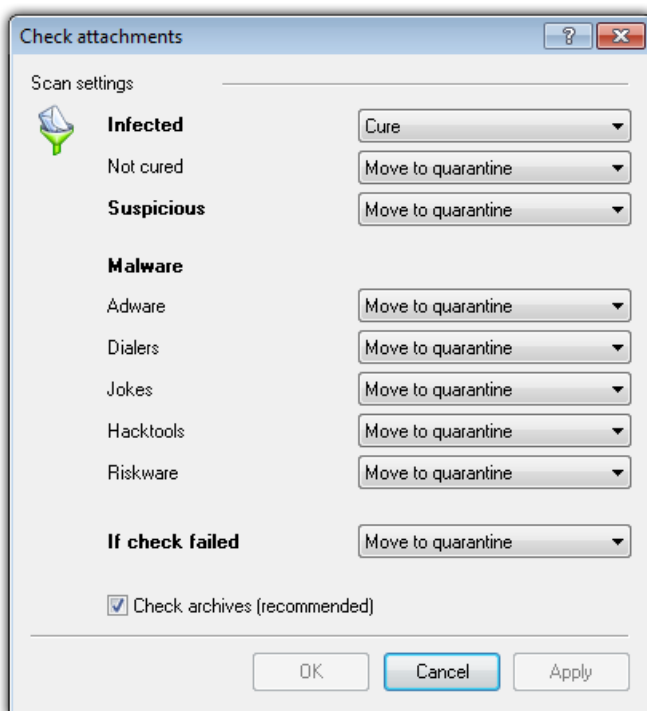 Check attachments
Scan settings
Infected Cure
Not cured Move to quarantine
Suspicious Move to quarantine
Malware
Adware Move to quarantine
Dialers Move to quarantine
Jokes Move to quarantine
Hacktools Move to quarantine
Riskware Move to quarantine
If check failed Move to quarantine
Check archives (recommended)
OK Cancel Apply